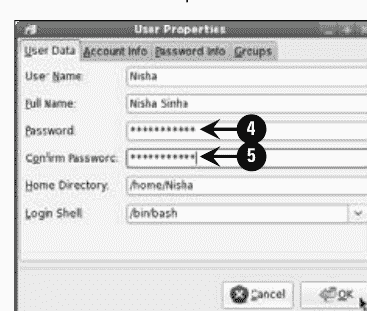 User Properties
User Data Account Info Password Info Groups
User Name: Nisha
Full Name: Nisha Sinha
Password: *********** 4
Confirm Password: *********** 5
Home Directory: /home/Nisha
Login Shell: /bin/bash
Cancel OK